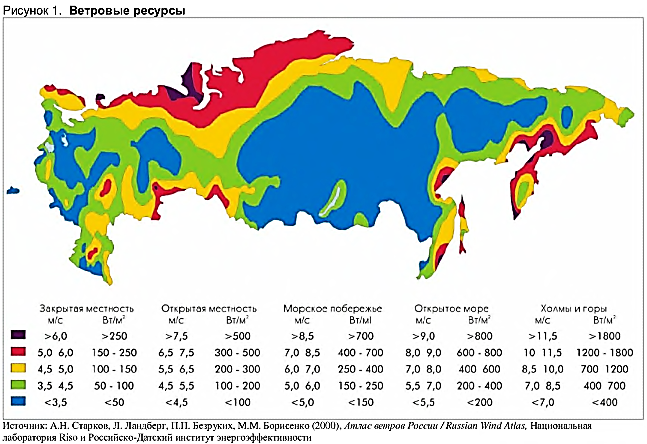 Рисунок 1. Ветровые ресурсы
Закрытая местность Открытая местность Морское побережье Открытое море Холмы и горы
м/с Вт/м² м/с Вт/м² м/с Вт/мl м/с Вт/м² м/с Вт/м²
>6,0 >250 >7,5 >500 >8,5 >700 >9,0 >800 >11,5 >1800
5,0 6,0 150 - 250 6,5 7,5 300 - 500 7,0 8,5 400 - 700 8,0 9,0 600 - 800 10 11,5 1200 - 1800
4,5 5,0 100 - 150 5,5 6,5 200 - 300 6,0 7,0 250 - 400 7,0 8,0 400 600 8,5 10,0 700 1200
3,5 4,5 50 - 100 4,5 5,5 100 - 200 5,0 6,0 150 - 250 5,5 7,0 200 - 400 7,0 8,5 400 700
<3,5 <50 <4,5 <100 <5,0 <150 <5,5 <200 <7,0 <400
Источник: А.Н. Старков, Л. Ландберг, П.П. Безруких, М.М. Борисенко (2000), Атлас ветров России / Russian Wind Atlas, Национальная
лаборатория Riso и Российско-Датский институт энергоэффективности